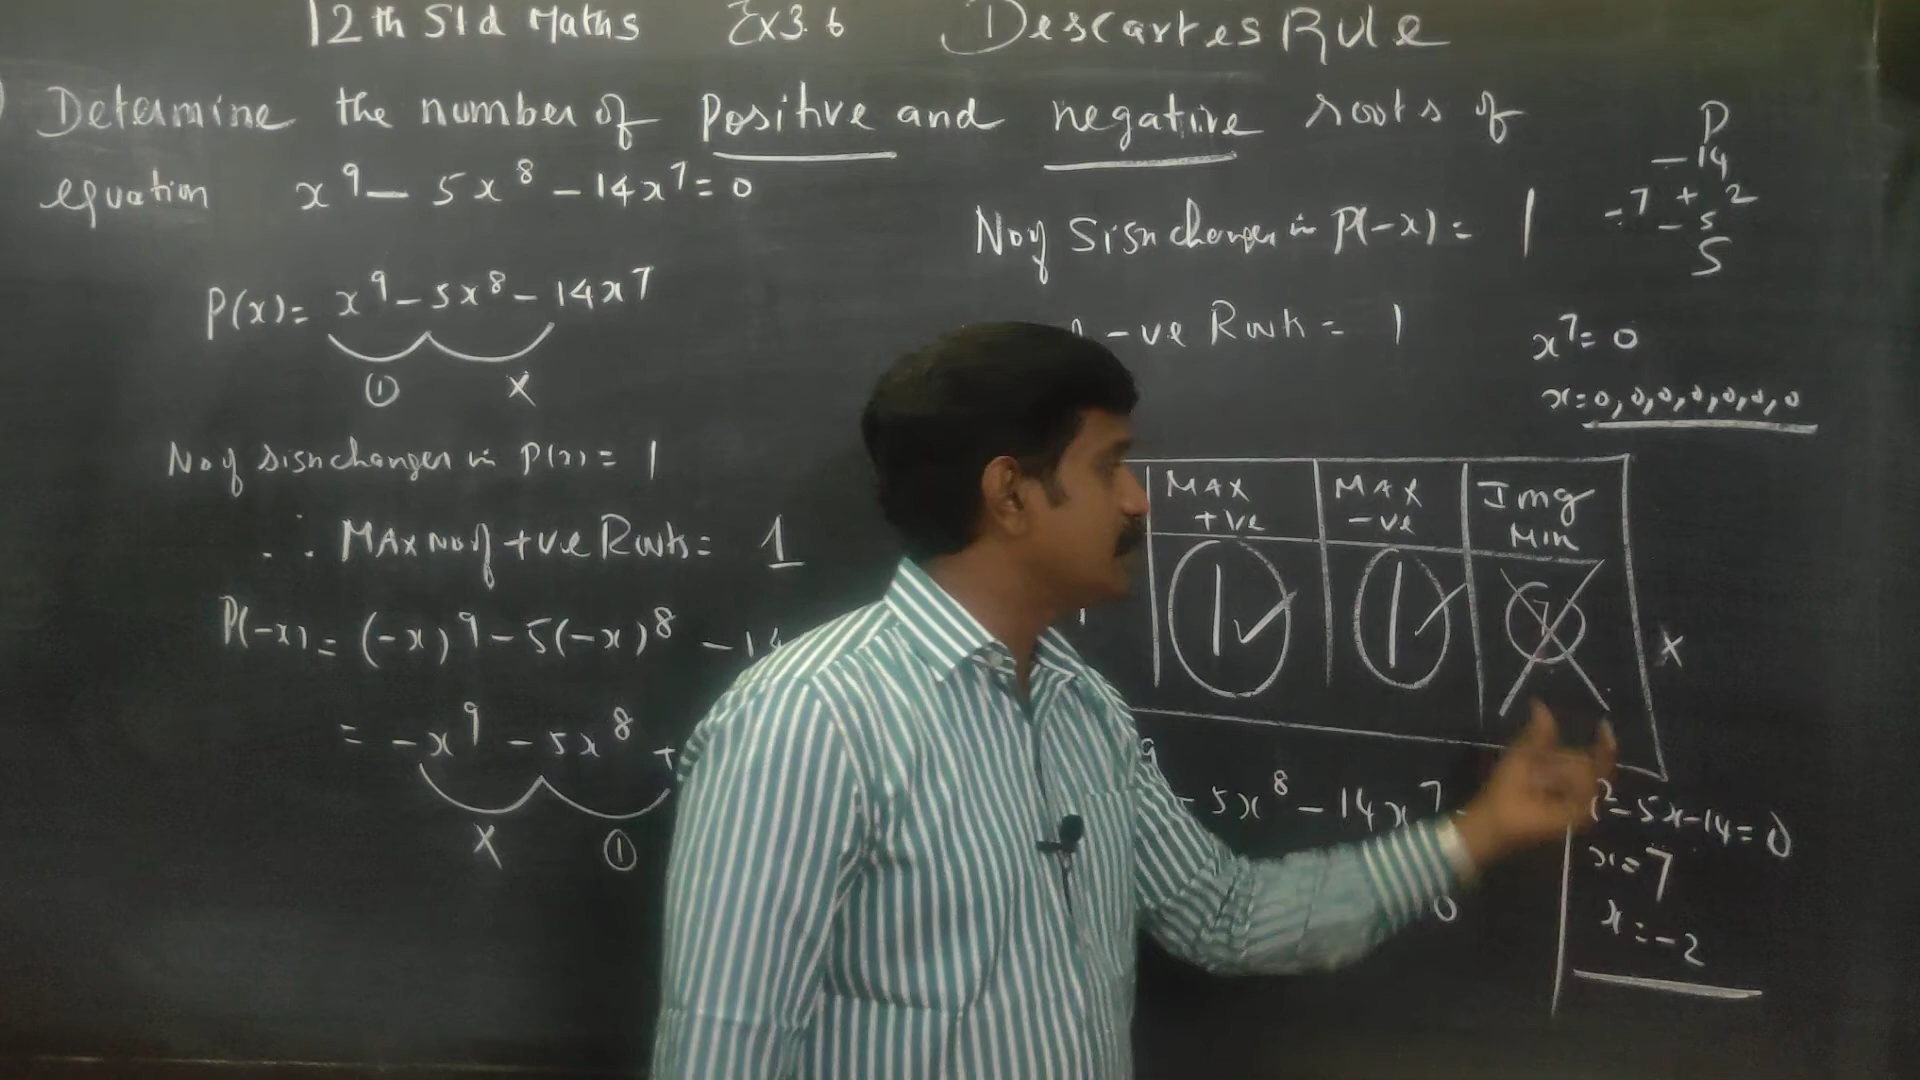 12th Std Maths Ex 3.6 Descartes Rule
Determine the number of Positive and negative roots of
equation x⁹ - 5x⁸ - 14x⁷ = 0
P(x) = x⁹ - 5x⁸ - 14x⁷
① ×
No of sign changes in P(x) = 1
∴ MAX No of +ve Roots = 1
P(-x) = (-x)⁹ - 5(-x)⁸ - 14
= -x⁹ - 5x⁸ +
× ①
No of Sign changes in P(-x) = 1
-ve Roots = 1
P
-14
-7 + 2
-5
S
x⁷ = 0
x = 0,0,0,0,0,0,0
MAX +ve MAX -ve Img Min
1 1 7 ×
- 5x⁸ - 14x⁷
0
x² - 5x - 14 = 0
x = 7
x = -2